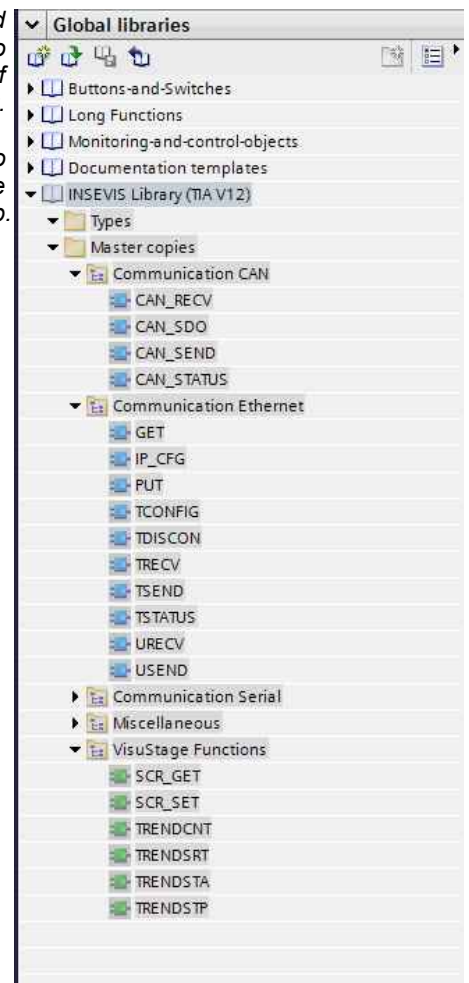 Global libraries
Buttons-and-Switches
Long Functions
Monitoring-and-control-objects
Documentation templates
INSEVIS Library (TIA V12)
Types
Master copies
Communication CAN
CAN_RECV
CAN_SDO
CAN_SEND
CAN_STATUS
Communication Ethernet
GET
IP_CFG
PUT
TCONFIG
TDISCON
TRECV
TSEND
TSTATUS
URECV
USEND
Communication Serial
Miscellaneous
VisuStage Functions
SCR_GET
SCR_SET
TRENDCNT
TRENDSRT
TRENDSTA
TRENDSTP